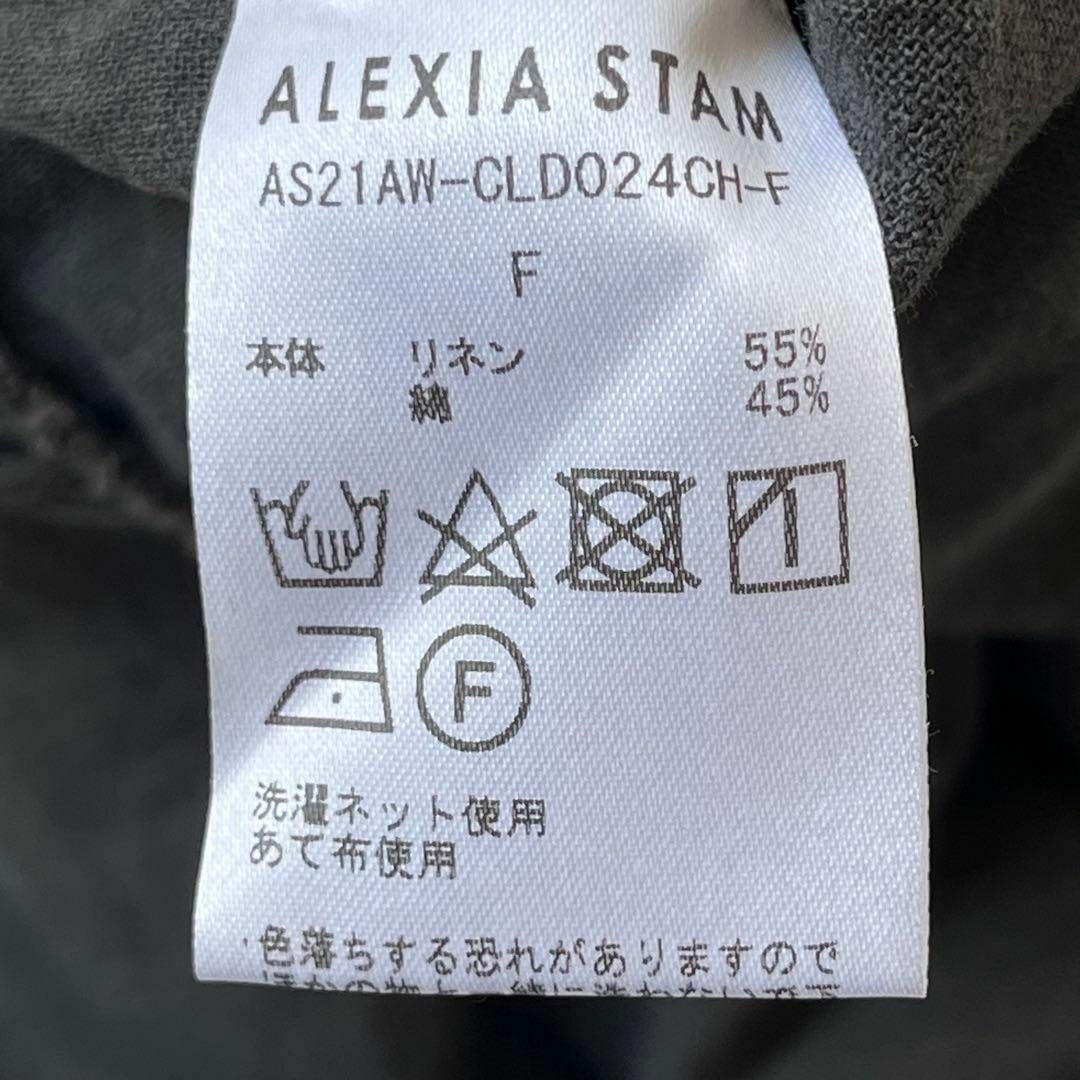 ALEXIA STAM
AS21AW-CLD024CH-F
F
本体 リネン 55%
綿 45%
F
洗濯ネット使用
あて布使用
・色落ちする恐れがありますので